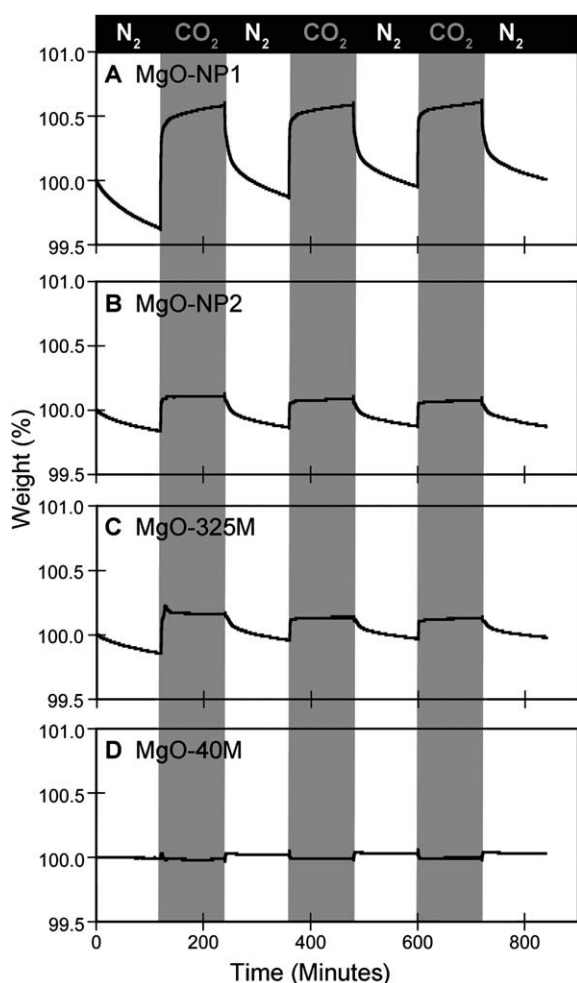 N₂ CO₂ N₂ CO₂ N₂ CO₂ N₂
101.0
A MgO-NP1
100.5
100.0
99.5
101.0
B MgO-NP2
100.5
100.0
99.5
101.0
C MgO-325M
100.5
100.0
99.5
101.0
D MgO-40M
100.5
100.0
99.5
0 200 400 600 800
Time (Minutes)
Weight (%)